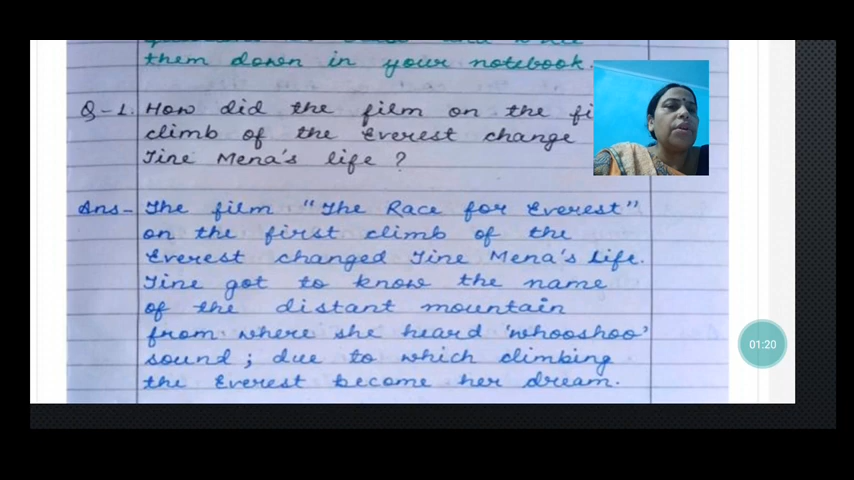 them down in your notebook.
Q-1. How did the film on the
climb of the Everest change
Tine Mena's life ?
Ans- The film "The Race for Everest"
on the first climb of the
Everest changed Tine Mena's life.
Tine got to know the name
of the distant mountain
from where she heard 'whooshoo'
sound ; due to which climbing
the Everest become her dream.
01:20